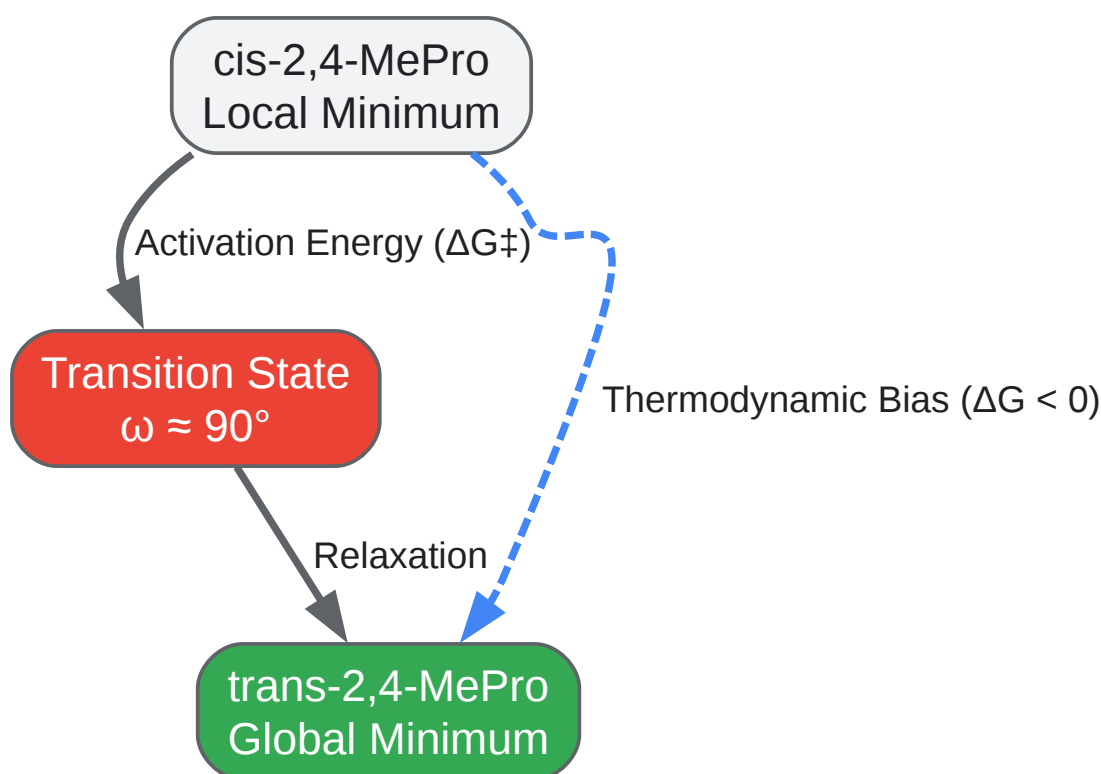 cis-2,4-MePro
Local Minimum
Activation Energy (ΔG‡)
Transition State
ω ≈ 90°
Thermodynamic Bias (ΔG < 0)
Relaxation
trans-2,4-MePro
Global Minimum